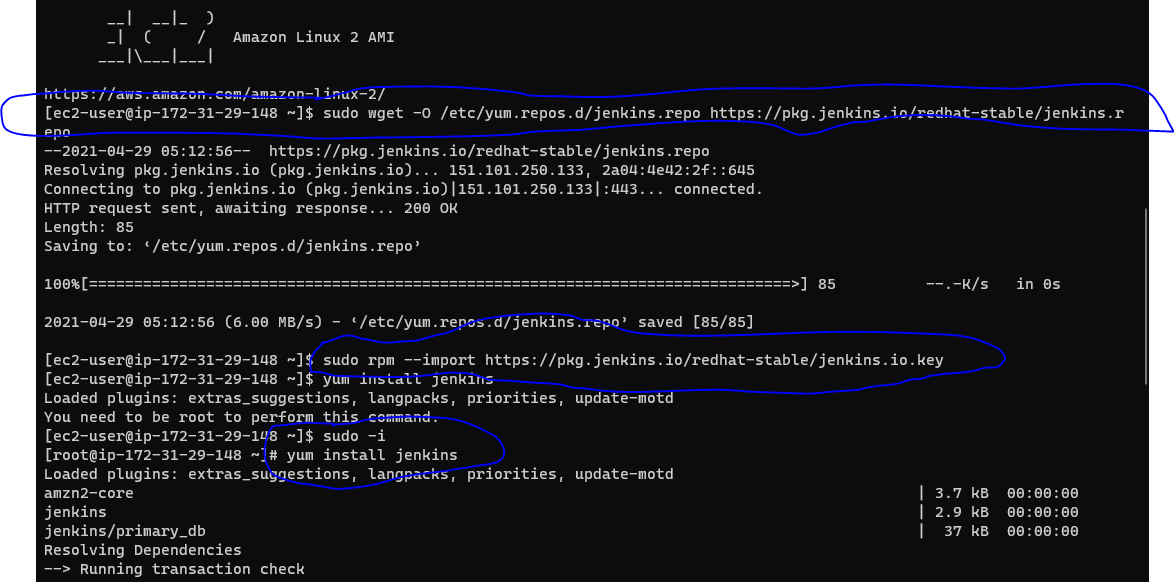 __|  __|_  )
_|  (     /   Amazon Linux 2 AMI
___|\___|___|
https://aws.amazon.com/amazon-linux-2/
[ec2-user@ip-172-31-29-148 ~]$ sudo wget -O /etc/yum.repos.d/jenkins.repo https://pkg.jenkins.io/redhat-stable/jenkins.r
epo
--2021-04-29 05:12:56--  https://pkg.jenkins.io/redhat-stable/jenkins.repo
Resolving pkg.jenkins.io (pkg.jenkins.io)... 151.101.250.133, 2a04:4e42:2f::645
Connecting to pkg.jenkins.io (pkg.jenkins.io)|151.101.250.133|:443... connected.
HTTP request sent, awaiting response... 200 OK
Length: 85
Saving to: ‘/etc/yum.repos.d/jenkins.repo’
100%[==============================================================================>] 85          --.-K/s   in 0s
2021-04-29 05:12:56 (6.00 MB/s) - ‘/etc/yum.repos.d/jenkins.repo’ saved [85/85]
[ec2-user@ip-172-31-29-148 ~]$ sudo rpm --import https://pkg.jenkins.io/redhat-stable/jenkins.io.key
[ec2-user@ip-172-31-29-148 ~]$ yum install jenkins
Loaded plugins: extras_suggestions, langpacks, priorities, update-motd
You need to be root to perform this command.
[ec2-user@ip-172-31-29-148 ~]$ sudo -i
[root@ip-172-31-29-148 ~]# yum install jenkins
Loaded plugins: extras_suggestions, langpacks, priorities, update-motd
amzn2-core                                                                                       | 3.7 kB  00:00:00
jenkins                                                                                          | 2.9 kB  00:00:00
jenkins/primary_db                                                                               |  37 kB  00:00:00
Resolving Dependencies
--> Running transaction check